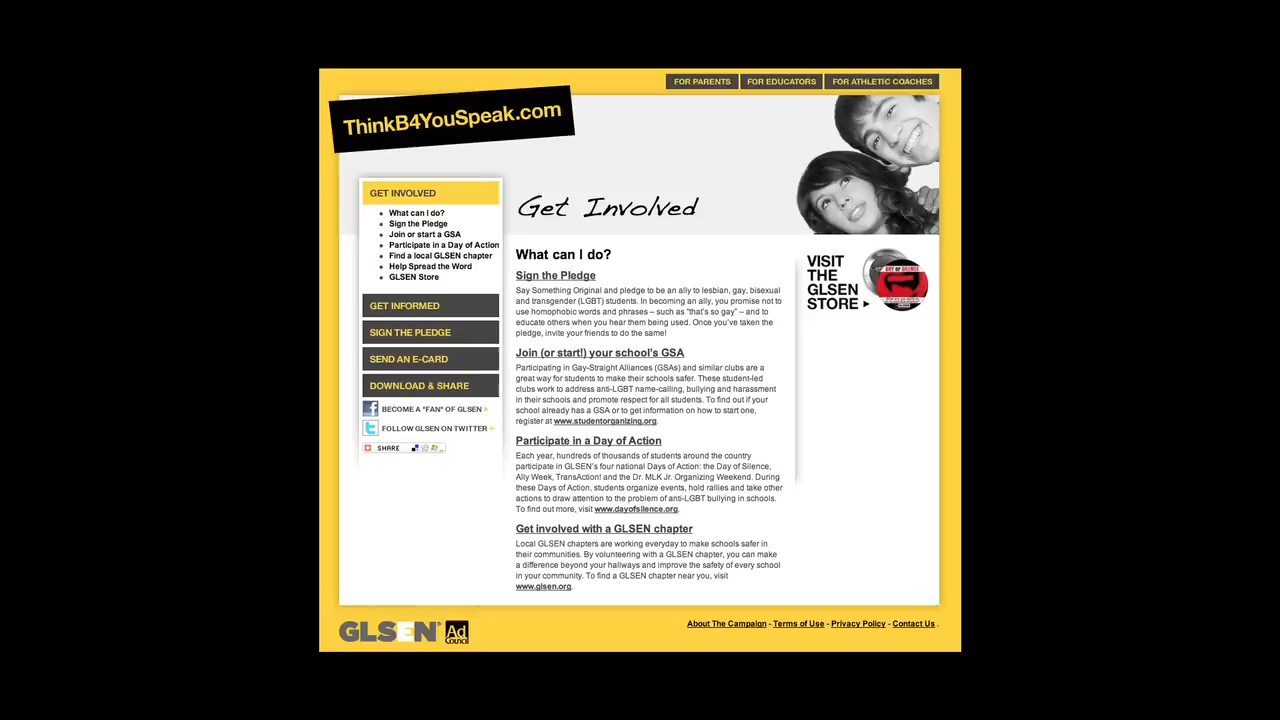 FOR PARENTS
FOR EDUCATORS
FOR ATHLETIC COACHES
ThinkB4YouSpeak.com
GET INVOLVED
What can I do?
Sign the Pledge
Join or start a GSA
Participate in a Day of Action
Find a local GLSEN chapter
Help Spread the Word
GLSEN Store
GET INFORMED
SIGN THE PLEDGE
SEND AN E-CARD
DOWNLOAD & SHARE
BECOME A "FAN" OF GLSEN
FOLLOW GLSEN ON TWITTER
SHARE
Get Involved
What can I do?
Sign the Pledge
Say Something Original and pledge to be an ally to lesbian, gay, bisexual
and transgender (LGBT) students. In becoming an ally, you promise not to
use homophobic words and phrases – such as “that’s so gay” – and to
educate others when you hear them being used. Once you’ve taken the
pledge, invite your friends to do the same!
Join (or start!) your school’s GSA
Participating in Gay-Straight Alliances (GSAs) and similar clubs are a
great way for students to make their schools safer. These student-led
clubs work to address anti-LGBT name-calling, bullying and harassment
in their schools and promote respect for all students. To find out if your
school already has a GSA or to get information on how to start one,
register at www.studentorganizing.org.
Participate in a Day of Action
Each year, hundreds of thousands of students around the country
participate in GLSEN’s four national Days of Action: the Day of Silence,
Ally Week, TransAction! and the Dr. MLK Jr. Organizing Weekend. During
these Days of Action, students organize events, hold rallies and take other
actions to draw attention to the problem of anti-LGBT bullying in schools.
To find out more, visit www.dayofsilence.org.
Get involved with a GLSEN chapter
Local GLSEN chapters are working everyday to make schools safer in
their communities. By volunteering with a GLSEN chapter, you can make
a difference beyond your hallways and improve the safety of every school
in your community. To find a GLSEN chapter near you, visit
www.glsen.org.
VISIT
THE
GLSEN
STORE
DAY OF SILENCE
GLSEN®
Ad
COUNCIL
About The Campaign - Terms of Use - Privacy Policy - Contact Us .